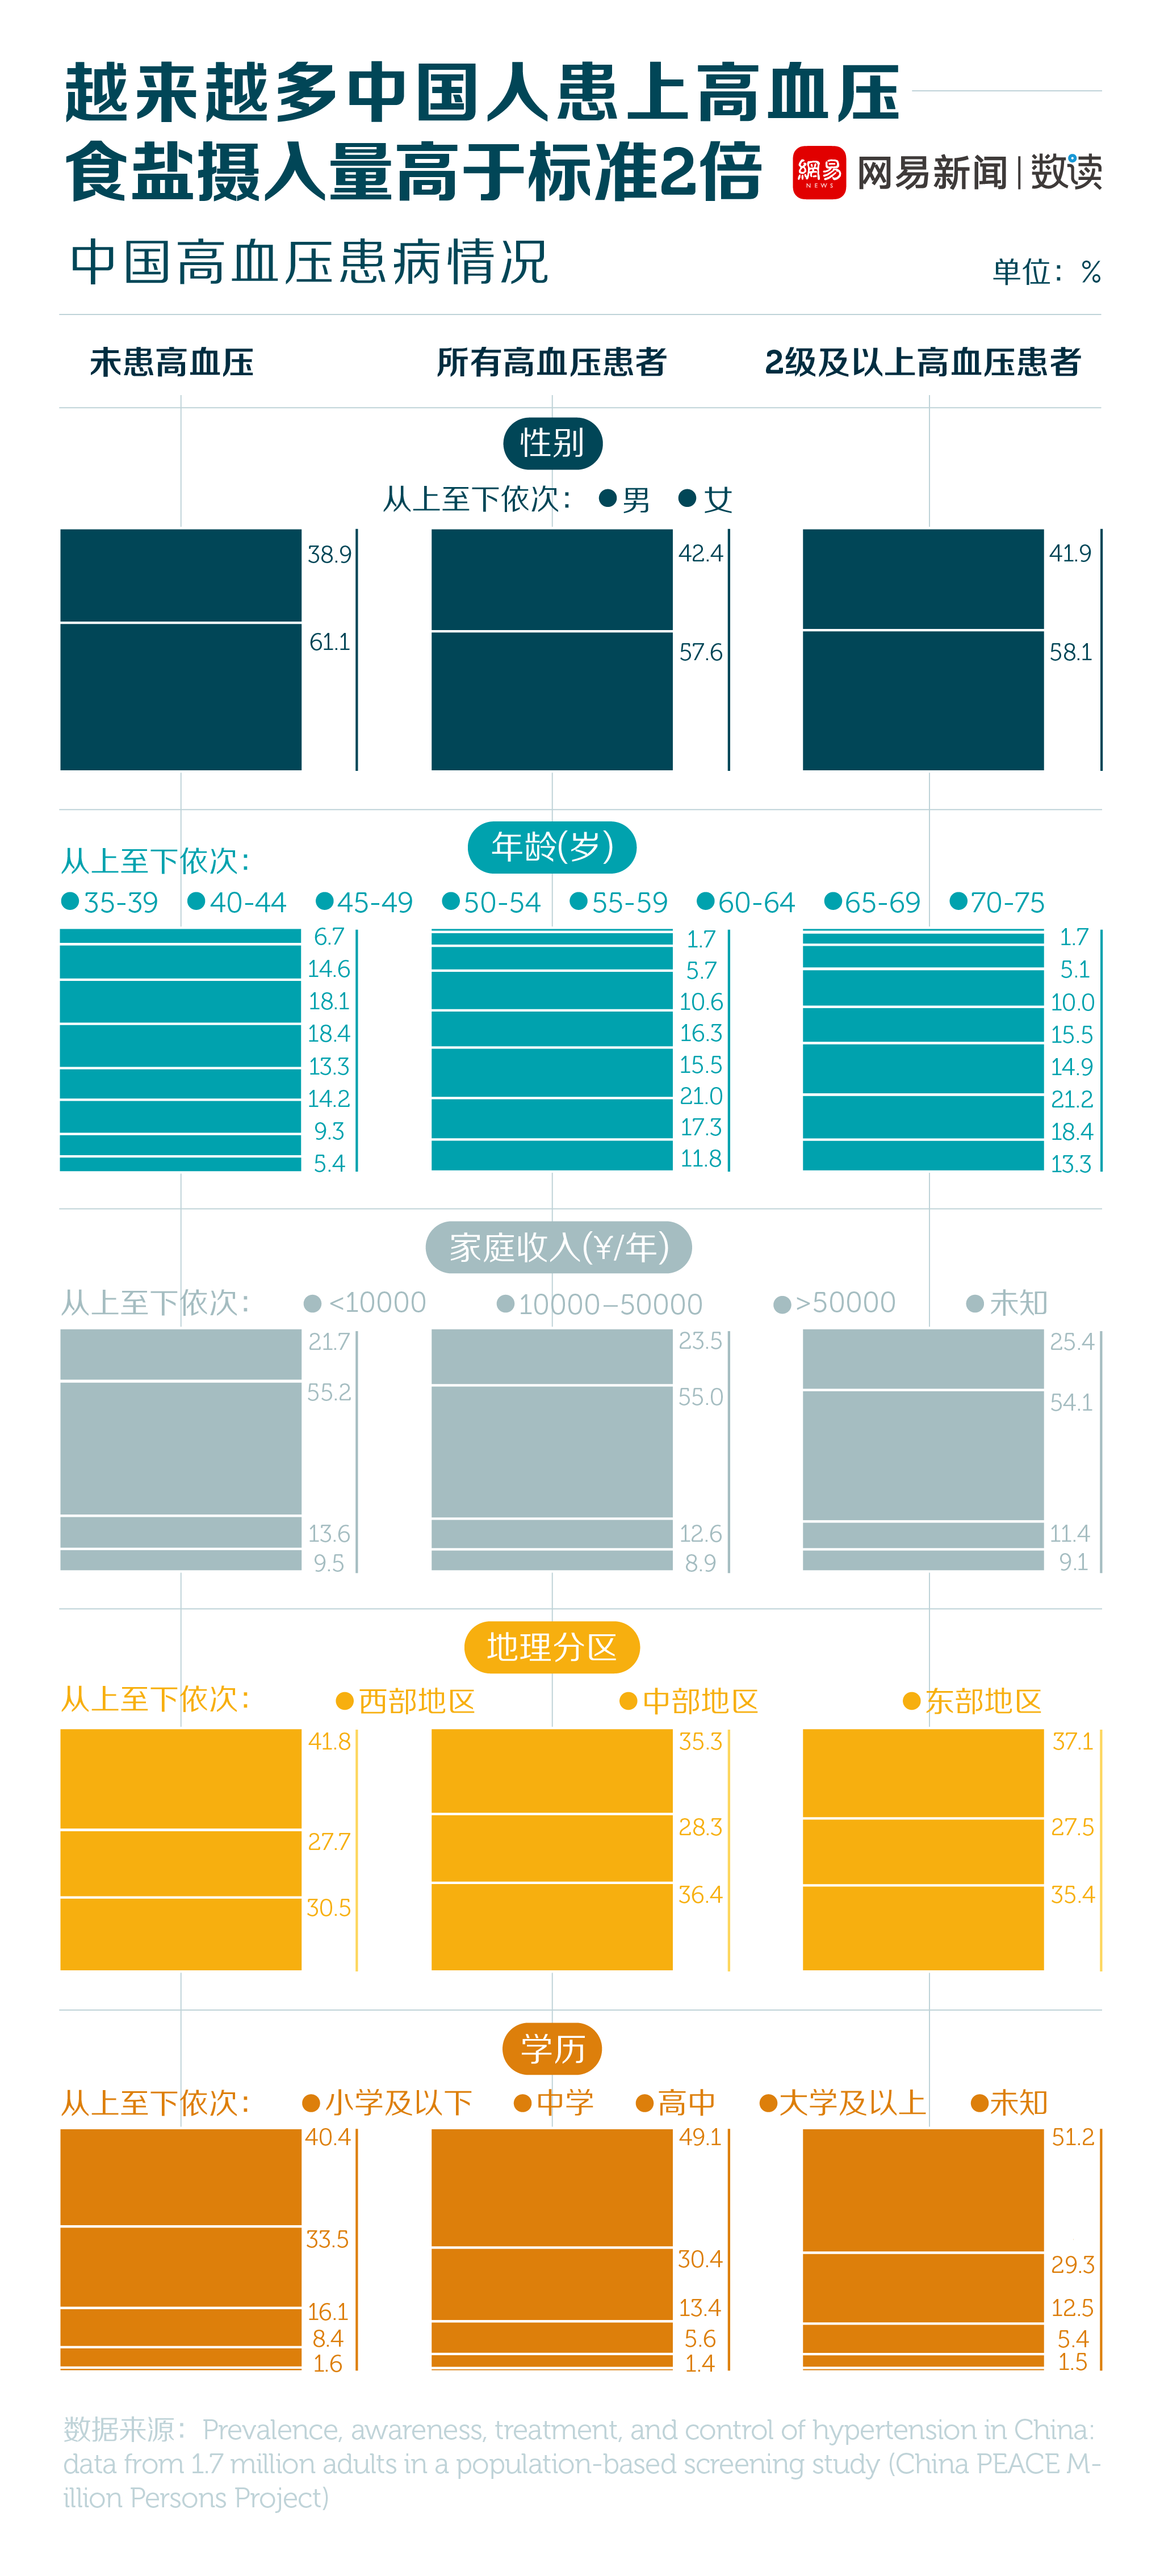 越来越多中国人患上高血压
食盐摄入量高于标准2倍
網易
NEWS
网易新闻 | 数读
中国高血压患病情况
单位：%
未患高血压 所有高血压患者 2级及以上高血压患者
性别
从上至下依次： 男 女
38.9 42.4 41.9
61.1 57.6 58.1
年龄(岁)
从上至下依次：
35-39 40-44 45-49 50-54 55-59 60-64 65-69 70-75
6.7 1.7 1.7
14.6 5.7 5.1
18.1 10.6 10.0
18.4 16.3 15.5
13.3 15.5 14.9
14.2 21.0 21.2
9.3 17.3 18.4
5.4 11.8 13.3
家庭收入(¥/年)
从上至下依次： <10000 10000–50000 >50000 未知
21.7 23.5 25.4
55.2 55.0 54.1
13.6 12.6 11.4
9.5 8.9 9.1
地理分区
从上至下依次： 西部地区 中部地区 东部地区
41.8 35.3 37.1
27.7 28.3 27.5
30.5 36.4 35.4
学历
从上至下依次： 小学及以下 中学 高中 大学及以上 未知
40.4 49.1 51.2
33.5 30.4 29.3
16.1 13.4 12.5
8.4 5.6 5.4
1.6 1.4 1.5
数据来源：Prevalence, awareness, treatment, and control of hypertension in China:
data from 1.7 million adults in a population-based screening study (China PEACE M-
illion Persons Project)